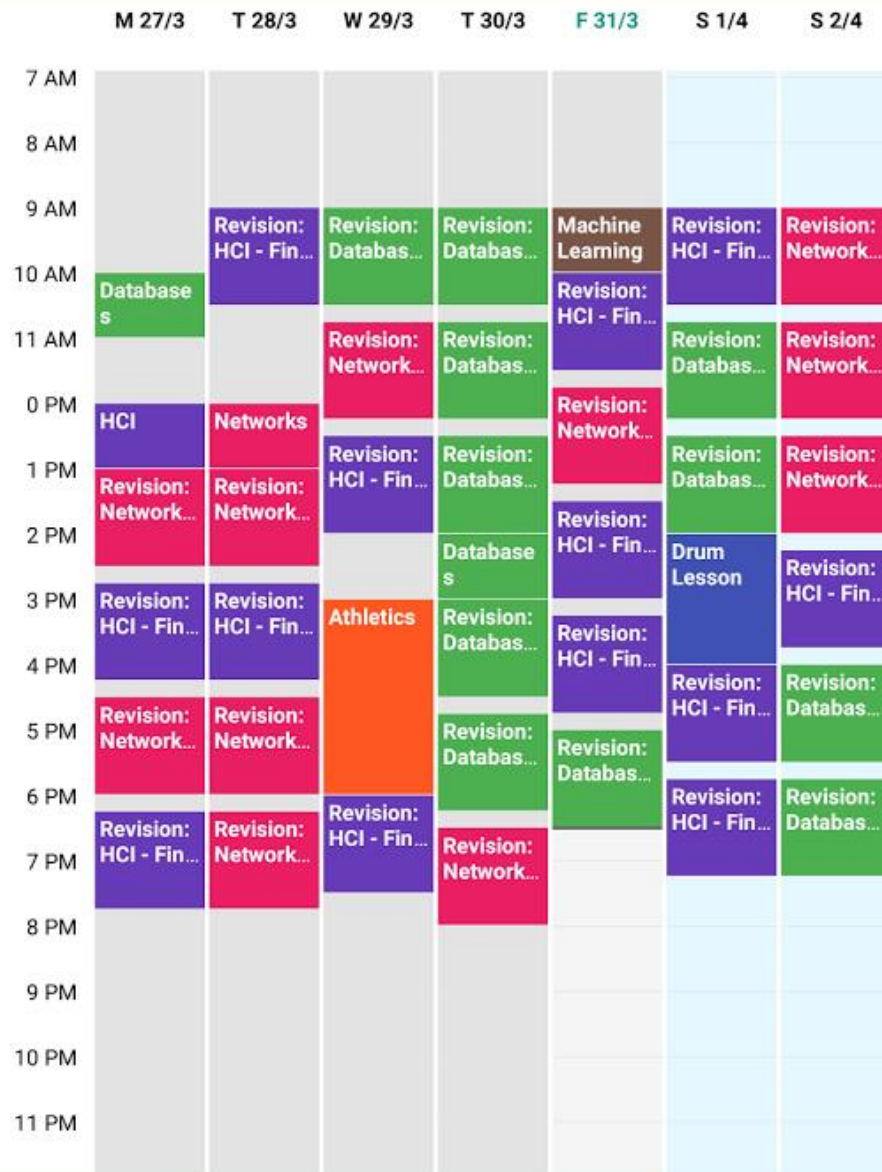 M 27/3 T 28/3 W 29/3 T 30/3 F 31/3 S 1/4 S 2/4
7 AM
8 AM
9 AM
10 AM
11 AM
0 PM
1 PM
2 PM
3 PM
4 PM
5 PM
6 PM
7 PM
8 PM
9 PM
10 PM
11 PM
Database
s
HCI
Revision:
Network...
Revision:
HCI - Fin...
Revision:
Network...
Revision:
HCI - Fin...
Revision:
HCI - Fin...
Networks
Revision:
Network...
Revision:
HCI - Fin...
Revision:
Network...
Revision:
Network...
Revision:
Databas...
Revision:
Network...
Revision:
HCI - Fin...
Athletics
Revision:
HCI - Fin...
Revision:
Databas...
Revision:
Databas...
Revision:
Databas...
Database
s
Revision:
Databas...
Revision:
Databas...
Revision:
Network...
Machine
Learning
Revision:
HCI - Fin...
Revision:
Network...
Revision:
HCI - Fin...
Revision:
HCI - Fin...
Revision:
Databas...
Revision:
HCI - Fin...
Revision:
Databas...
Revision:
Databas...
Drum
Lesson
Revision:
HCI - Fin...
Revision:
HCI - Fin...
Revision:
Network...
Revision:
Network...
Revision:
Network...
Revision:
HCI - Fin...
Revision:
Databas...
Revision:
Databas...